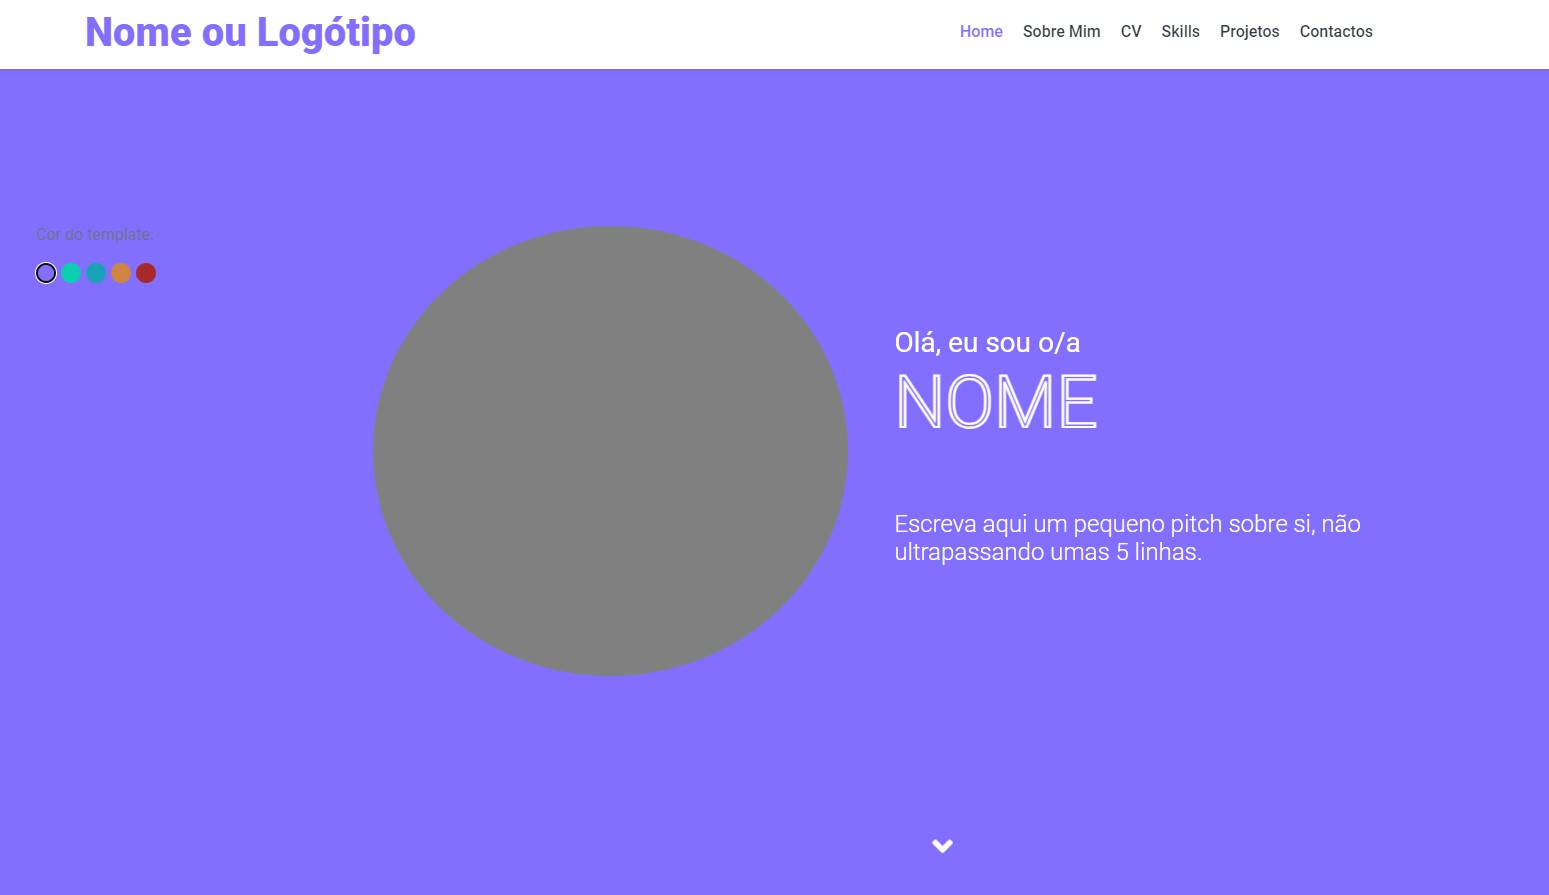 Nome ou Logótipo
Home Sobre Mim CV Skills Projetos Contactos
Cor do template:
Olá, eu sou o/a
NOME
Escreva aqui um pequeno pitch sobre si, não
ultrapassando umas 5 linhas.